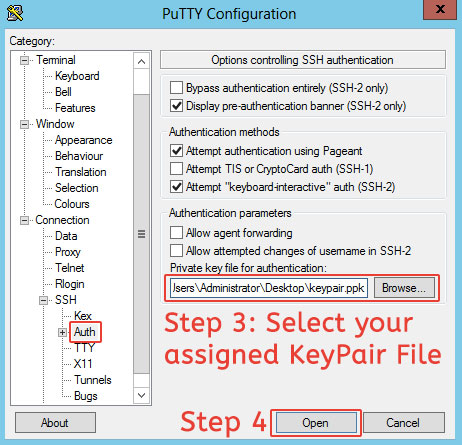 PuTTY Configuration
x
Category:
Terminal
Keyboard
Bell
Features
Window
Appearance
Behaviour
Translation
Selection
Colours
Connection
Data
Proxy
Telnet
Rlogin
SSH
Kex
Auth
TTY
X11
Tunnels
Bugs
Options controlling SSH authentication
Bypass authentication entirely (SSH-2 only)
Display pre-authentication banner (SSH-2 only)
Authentication methods
Attempt authentication using Pageant
Attempt TIS or CryptoCard auth (SSH-1)
Attempt "keyboard-interactive" auth (SSH-2)
Authentication parameters
Allow agent forwarding
Allow attempted changes of username in SSH-2
Private key file for authentication:
Jsers\Administrator\Desktop\keypair.ppk Browse...
Step 3: Select your
assigned KeyPair File
Step 4
About Open Cancel